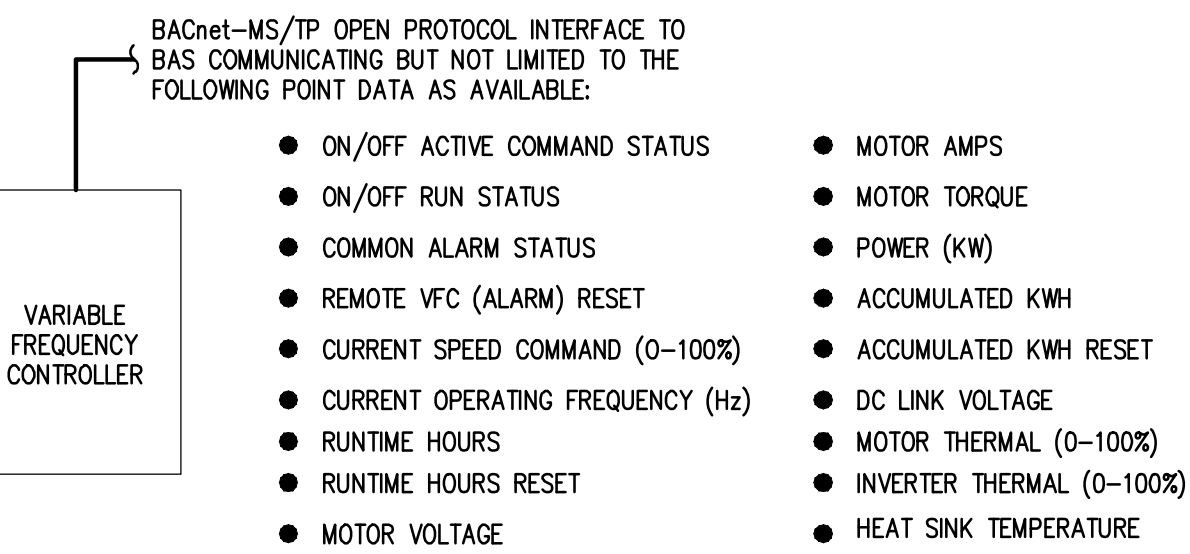 BACnet-MS/TP OPEN PROTOCOL INTERFACE TO
BAS COMMUNICATING BUT NOT LIMITED TO THE
FOLLOWING POINT DATA AS AVAILABLE:
VARIABLE
FREQUENCY
CONTROLLER
● ON/OFF ACTIVE COMMAND STATUS
● ON/OFF RUN STATUS
● COMMON ALARM STATUS
● REMOTE VFC (ALARM) RESET
● CURRENT SPEED COMMAND (0-100%)
● CURRENT OPERATING FREQUENCY (Hz)
● RUNTIME HOURS
● RUNTIME HOURS RESET
● MOTOR VOLTAGE
● MOTOR AMPS
● MOTOR TORQUE
● POWER (KW)
● ACCUMULATED KWH
● ACCUMULATED KWH RESET
● DC LINK VOLTAGE
● MOTOR THERMAL (0-100%)
● INVERTER THERMAL (0-100%)
● HEAT SINK TEMPERATURE